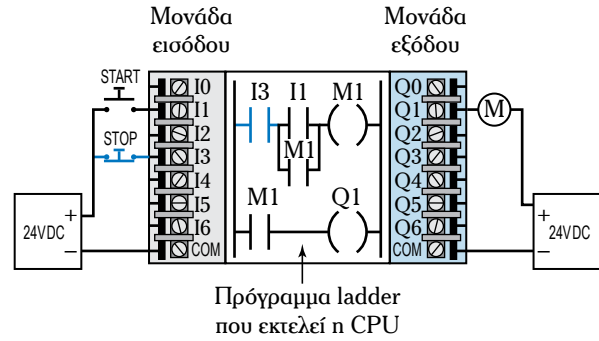 Μονάδα
εισόδου
Μονάδα
εξόδου
START
STOP
I0
I1
I2
I3
I4
I5
I6
COM
I3
I1
M1
M1
M1
Q1
Q0
Q1
Q2
Q3
Q4
Q5
Q6
COM
M
+
24VDC
−
+
24VDC
−
Πρόγραμμα ladder
που εκτελεί η CPU